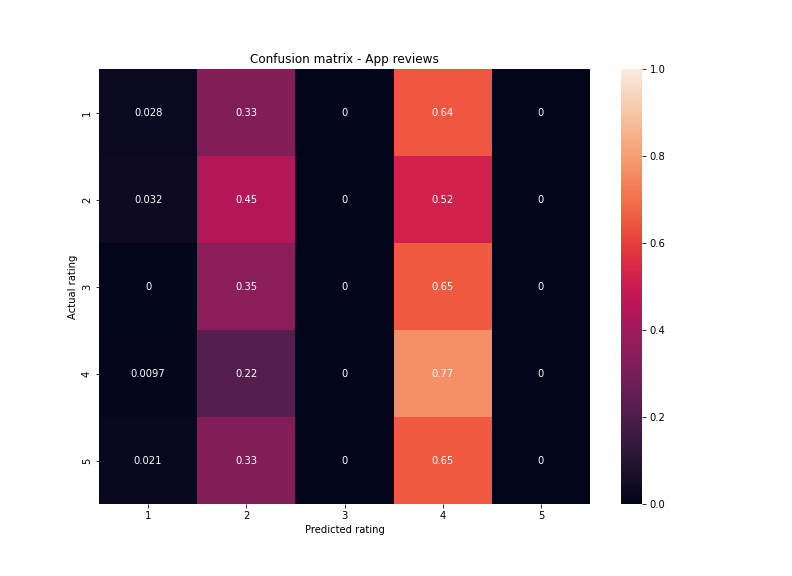 Confusion matrix - App reviews
1 0.028 0.33 0 0.64 0
2 0.032 0.45 0 0.52 0
3 0 0.35 0 0.65 0
4 0.0097 0.22 0 0.77 0
5 0.021 0.33 0 0.65 0
Actual rating
1 2 3 4 5
Predicted rating
1.0
0.8
0.6
0.4
0.2
0.0